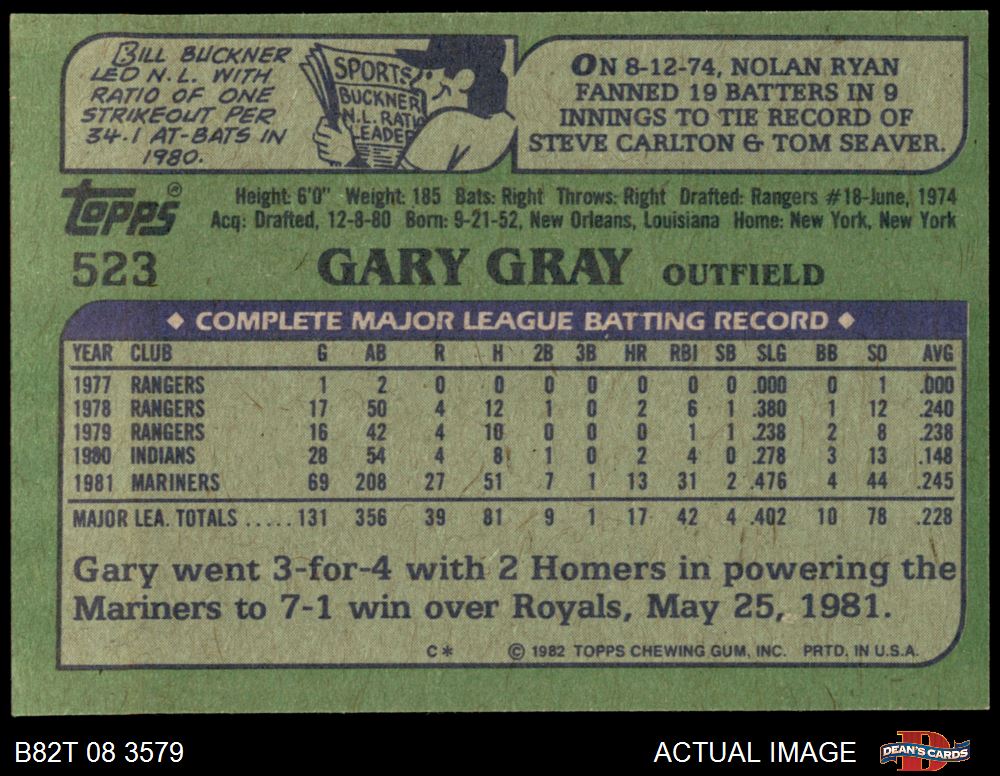 BILL BUCKNER
LED N.L. WITH
RATIO OF ONE
STRIKEOUT PER
34.1 AT-BATS IN
1980.
SPORTS
BUCKNER
N.L. RATIO
LEADER
ON 8-12-74, NOLAN RYAN
FANNED 19 BATTERS IN 9
INNINGS TO TIE RECORD OF
STEVE CARLTON & TOM SEAVER.
Topps®
Height: 6'0" Weight: 185 Bats: Right Throws: Right Drafted: Rangers #18-June, 1974
Acq: Drafted, 12-8-80 Born: 9-21-52, New Orleans, Louisiana Home: New York, New York
523 GARY GRAY OUTFIELD
◆ COMPLETE MAJOR LEAGUE BATTING RECORD ◆
YEAR CLUB G AB R H 2B 3B HR RBI SB SLG BB SO AVG
1977 RANGERS 1 2 0 0 0 0 0 0 0 .000 0 1 .000
1978 RANGERS 17 50 4 12 1 0 2 6 1 .380 1 12 .240
1979 RANGERS 16 42 4 10 0 0 0 1 1 .238 2 8 .238
1980 INDIANS 28 54 4 8 1 0 2 4 0 .278 3 13 .148
1981 MARINERS 69 208 27 51 7 1 13 31 2 .476 4 44 .245
MAJOR LEA. TOTALS ..... 131 356 39 81 9 1 17 42 4 .402 10 78 .228
Gary went 3-for-4 with 2 Homers in powering the
Mariners to 7-1 win over Royals, May 25, 1981.
C* © 1982 TOPPS CHEWING GUM, INC. PRTD. IN U.S.A.
B82T 08 3579 ACTUAL IMAGE D DEAN'S CARDS